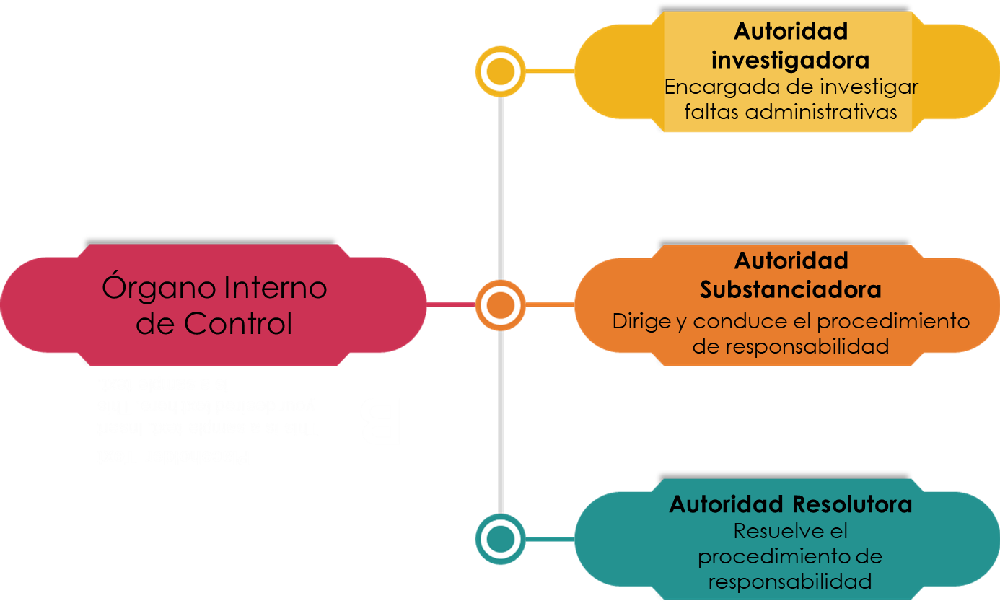 Órgano Interno
de Control
Autoridad
investigadora
Encargada de investigar
faltas administrativas
Autoridad
Substanciadora
Dirige y conduce el procedimiento
de responsabilidad
Autoridad Resolutora
Resuelve el
procedimiento de
responsabilidad